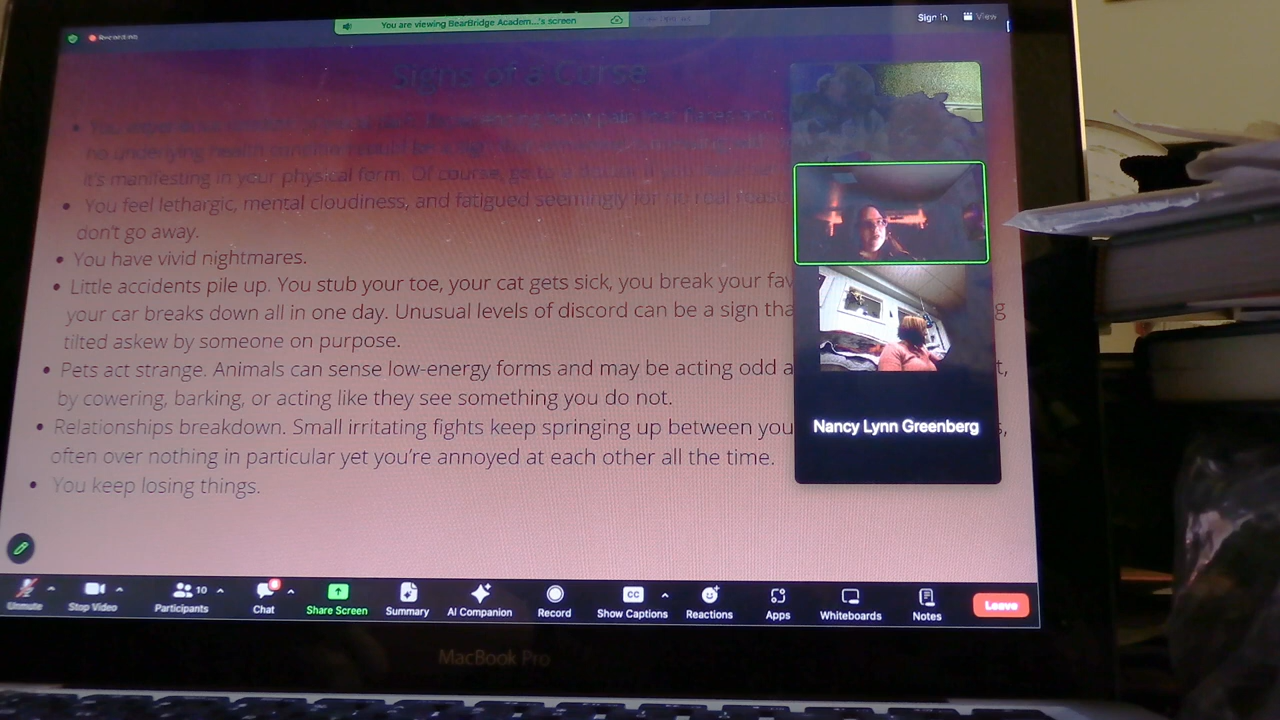 You are viewing BearBridge Academ...'s screen
Sign in
View
Signs of a Curse
no underlying health
it's manifesting in your physical form. Of course, go to a doctor if you
You feel lethargic, mental cloudiness, and fatigued seemingly for no real
don't go away.
You have vivid nightmares.
Little accidents pile up. You stub your toe, your cat gets sick, you break your
your car breaks down all in one day. Unusual levels of discord can be a sign
tilted askew by someone on purpose.
Pets act strange. Animals can sense low-energy forms and may be acting odd
by cowering, barking, or acting like they see something you do not.
Relationships breakdown. Small irritating fights keep springing up between you
often over nothing in particular yet you're annoyed at each other all the time.
You keep losing things.
Nancy Lynn Greenberg
Unmute
Stop Video
Participants
10
Chat
Share Screen
Summary
AI Companion
Record
CC
Show Captions
Reactions
Apps
Whiteboards
Notes
Leave
MacBook Pro